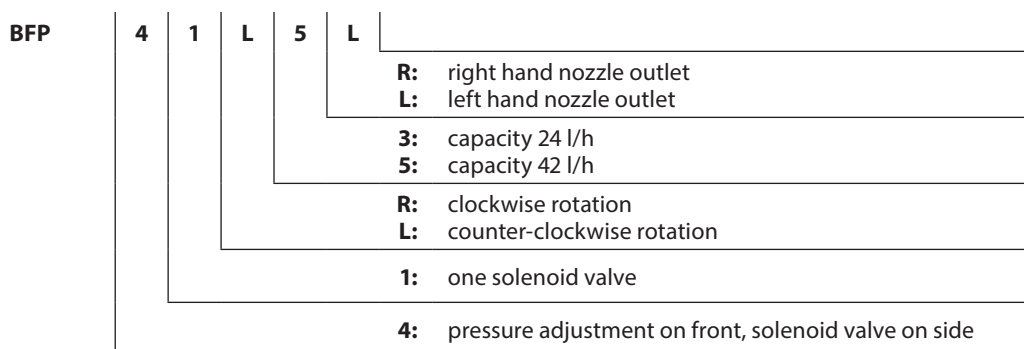 BFP 4 1 L 5 L
R: right hand nozzle outlet
L: left hand nozzle outlet
3: capacity 24 l/h
5: capacity 42 l/h
R: clockwise rotation
L: counter-clockwise rotation
1: one solenoid valve
4: pressure adjustment on front, solenoid valve on side